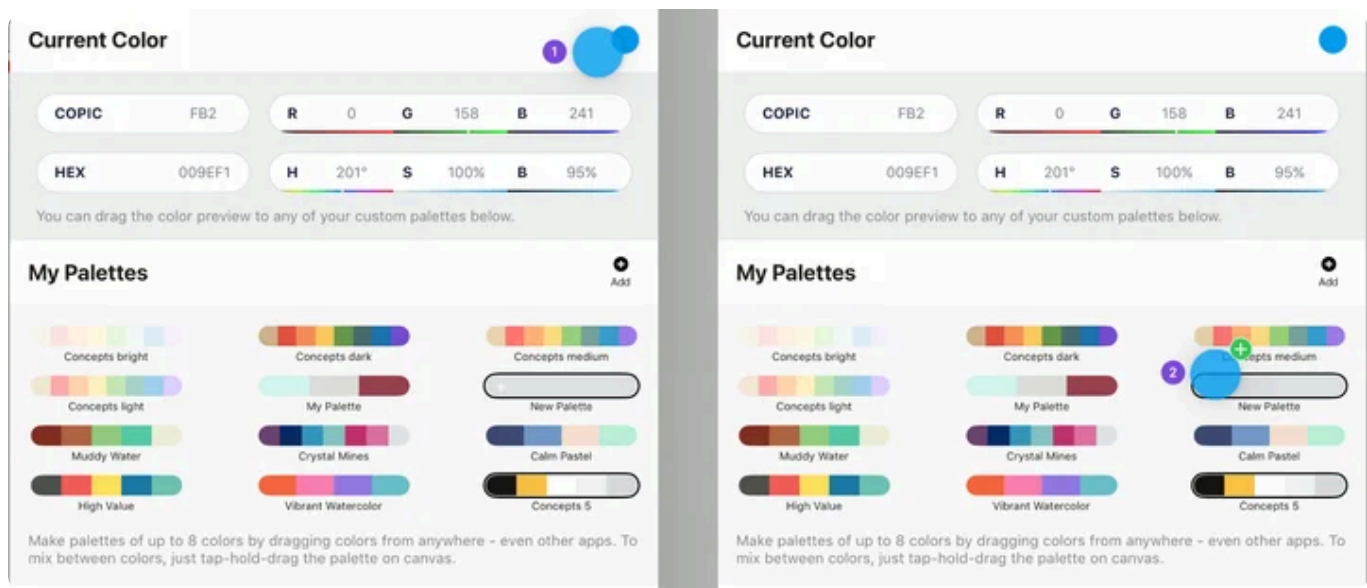 Current Color
1
COPIC FB2
R 0 G 158 B 241
HEX 009EF1
H 201° S 100% B 95%
You can drag the color preview to any of your custom palettes below.
My Palettes
Add
Concepts bright
Concepts dark
Concepts medium
Concepts light
My Palette
New Palette
Muddy Water
Crystal Mines
Calm Pastel
High Value
Vibrant Watercolor
Concepts 5
Make palettes of up to 8 colors by dragging colors from anywhere - even other apps. To
mix between colors, just tap-hold-drag the palette on canvas.
Current Color
COPIC FB2
R 0 G 158 B 241
HEX 009EF1
H 201° S 100% B 95%
You can drag the color preview to any of your custom palettes below.
My Palettes
Add
Concepts bright
Concepts dark
Concepts medium
2
Concepts light
My Palette
New Palette
Muddy Water
Crystal Mines
Calm Pastel
High Value
Vibrant Watercolor
Concepts 5
Make palettes of up to 8 colors by dragging colors from anywhere - even other apps. To
mix between colors, just tap-hold-drag the palette on canvas.